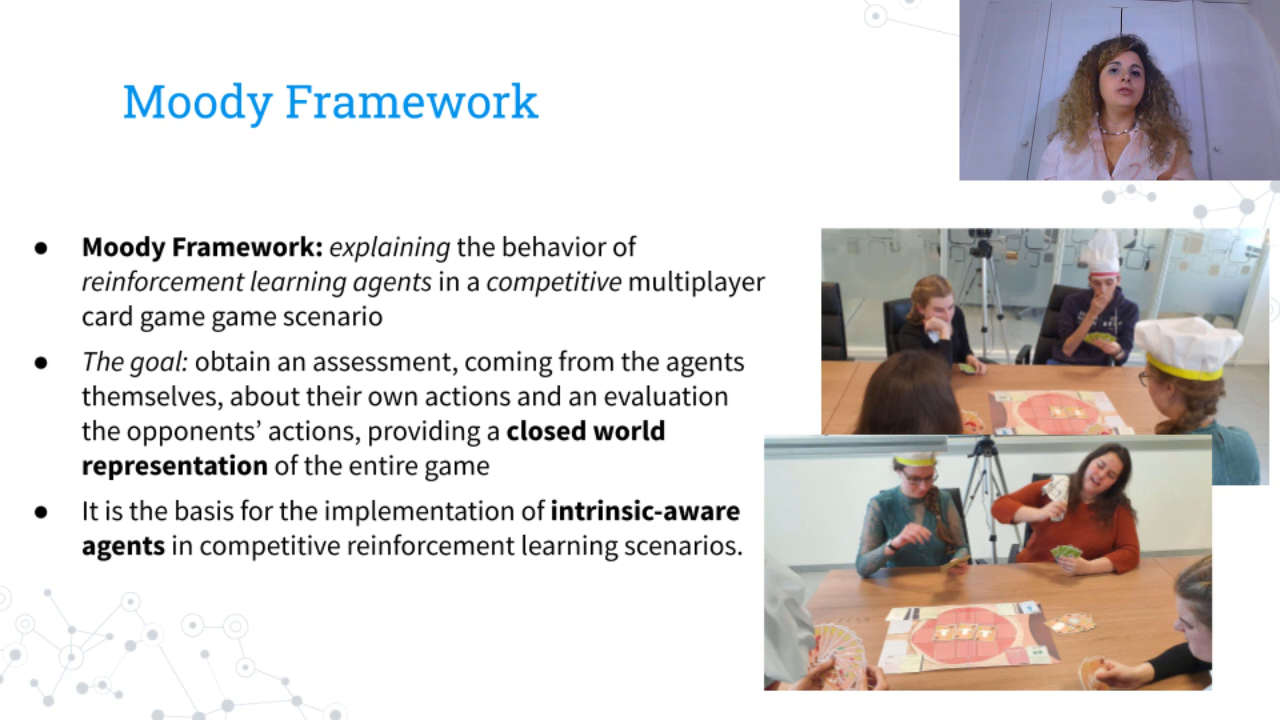 Moody Framework
● Moody Framework: explaining the behavior of
reinforcement learning agents in a competitive multiplayer
card game game scenario
● The goal: obtain an assessment, coming from the agents
themselves, about their own actions and an evaluation
the opponents’ actions, providing a closed world
representation of the entire game
● It is the basis for the implementation of intrinsic-aware
agents in competitive reinforcement learning scenarios.